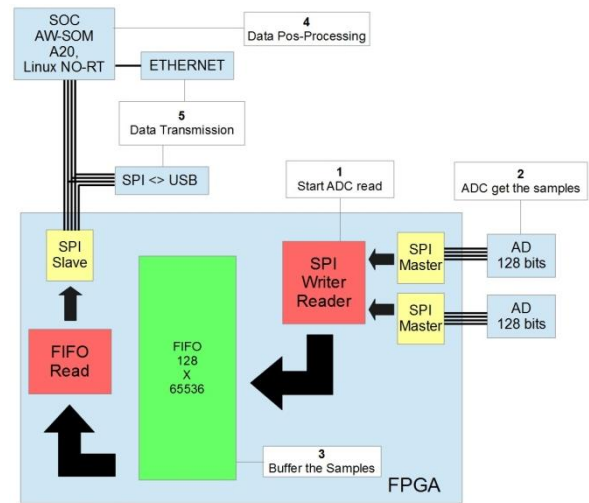 SOC
AW-SOM
A20,
Linux NO-RT
4
Data Pos-Processing
ETHERNET
5
Data Transmission
SPI <> USB
1
Start ADC read
2
ADC get the samples
SPI
Slave
SPI
Writer
Reader
SPI
Master
AD
128 bits
SPI
Master
AD
128 bits
FIFO
Read
FIFO
128
X
65536
3
Buffer the Samples
FPGA